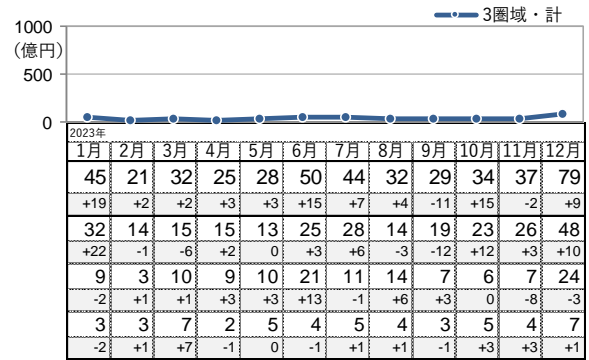 3圏域・計
1000
(億円)
500
0
2023年
1月 2月 3月 4月 5月 6月 7月 8月 9月 10月 11月 12月
45 21 32 25 28 50 44 32 29 34 37 79
+19 +2 +2 +3 +3 +15 +7 +4 -11 +15 -2 +9
32 14 15 15 13 25 28 14 19 23 26 48
+22 -1 -6 +2 0 +3 +6 -3 -12 +12 +3 +10
9 3 10 9 10 21 11 14 7 6 7 24
-2 +1 +1 +3 +3 +13 -1 +6 +3 0 -8 -3
3 3 7 2 5 4 5 4 3 5 4 7
-2 +1 +7 -1 0 -1 +1 +1 -1 +3 +3 +1